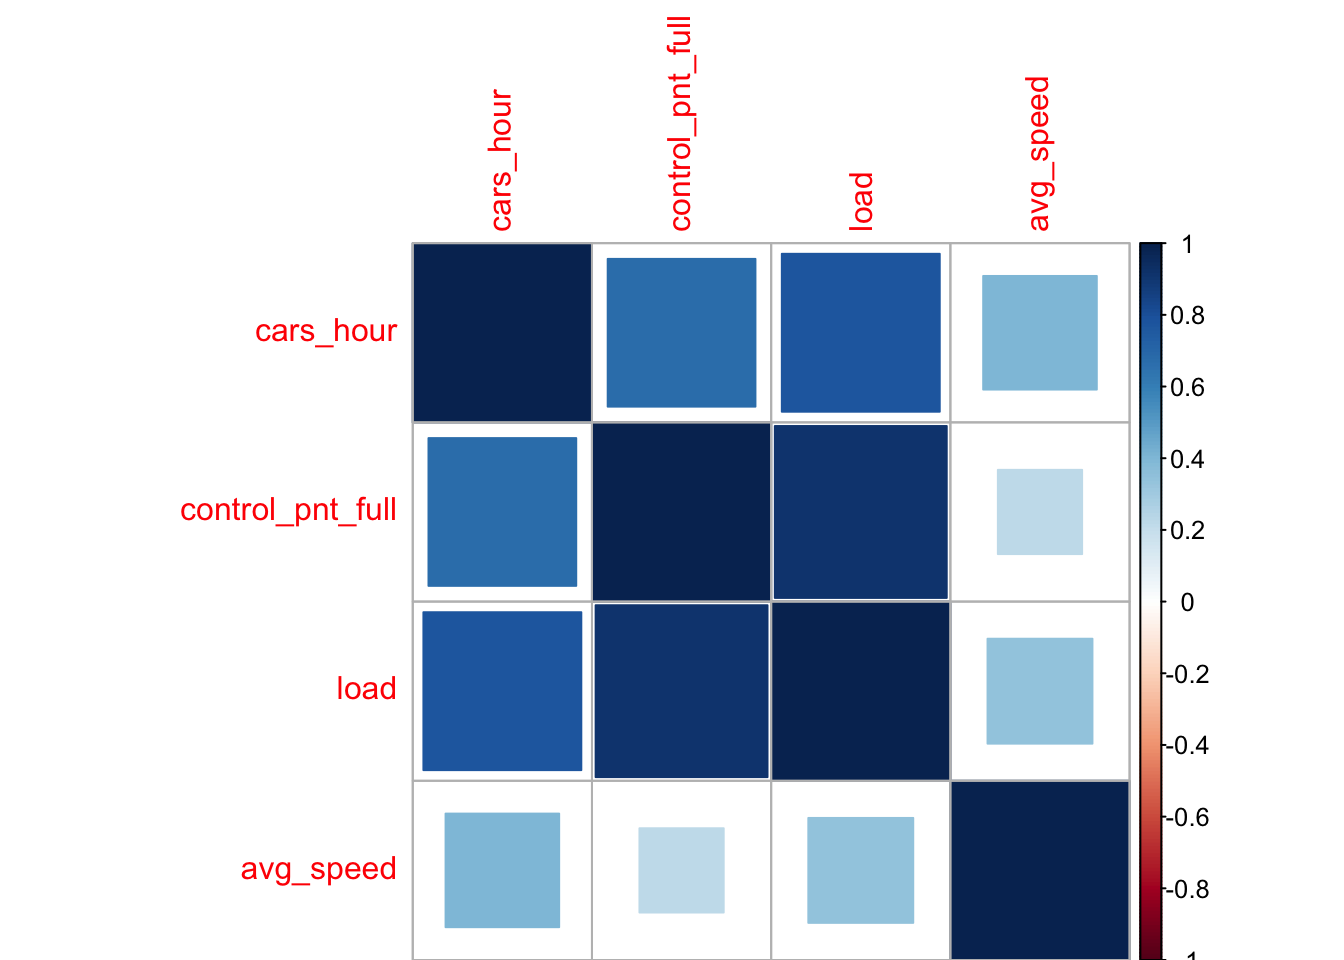 cars_hour
control_pnt_full
load
avg_speed
cars_hour
control_pnt_full
load
avg_speed
1
0.8
0.6
0.4
0.2
0
-0.2
-0.4
-0.6
-0.8
-1